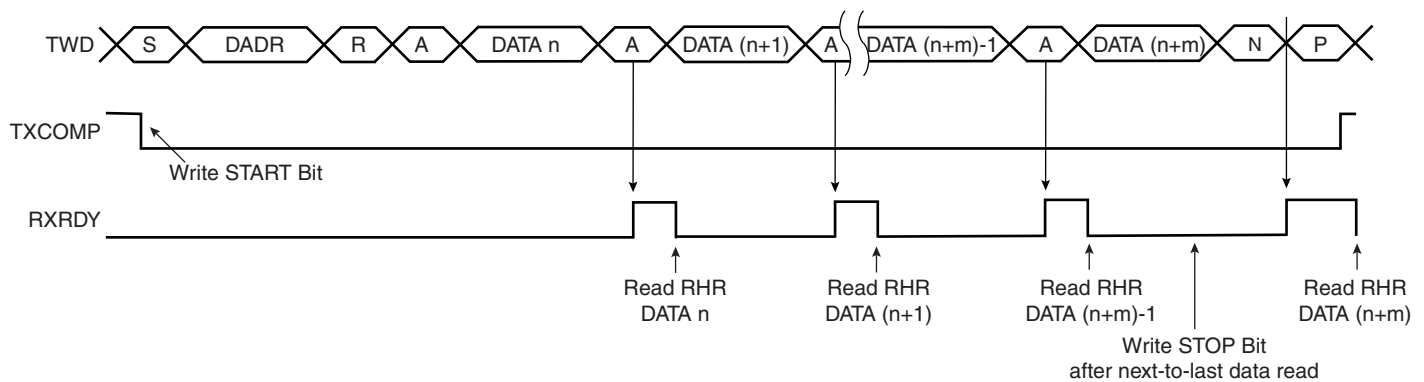 TWD S DADR R A DATA n A DATA (n+1) A DATA (n+m)-1 A DATA (n+m) N P
TXCOMP
Write START Bit
RXRDY
Read RHR
DATA n
Read RHR
DATA (n+1)
Read RHR
DATA (n+m)-1
Read RHR
DATA (n+m)
Write STOP Bit
after next-to-last data read